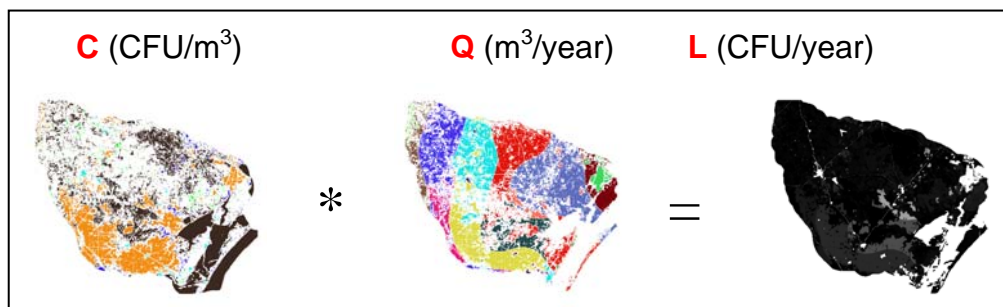 C (CFU/m³) Q (m³/year) L (CFU/year)
* =